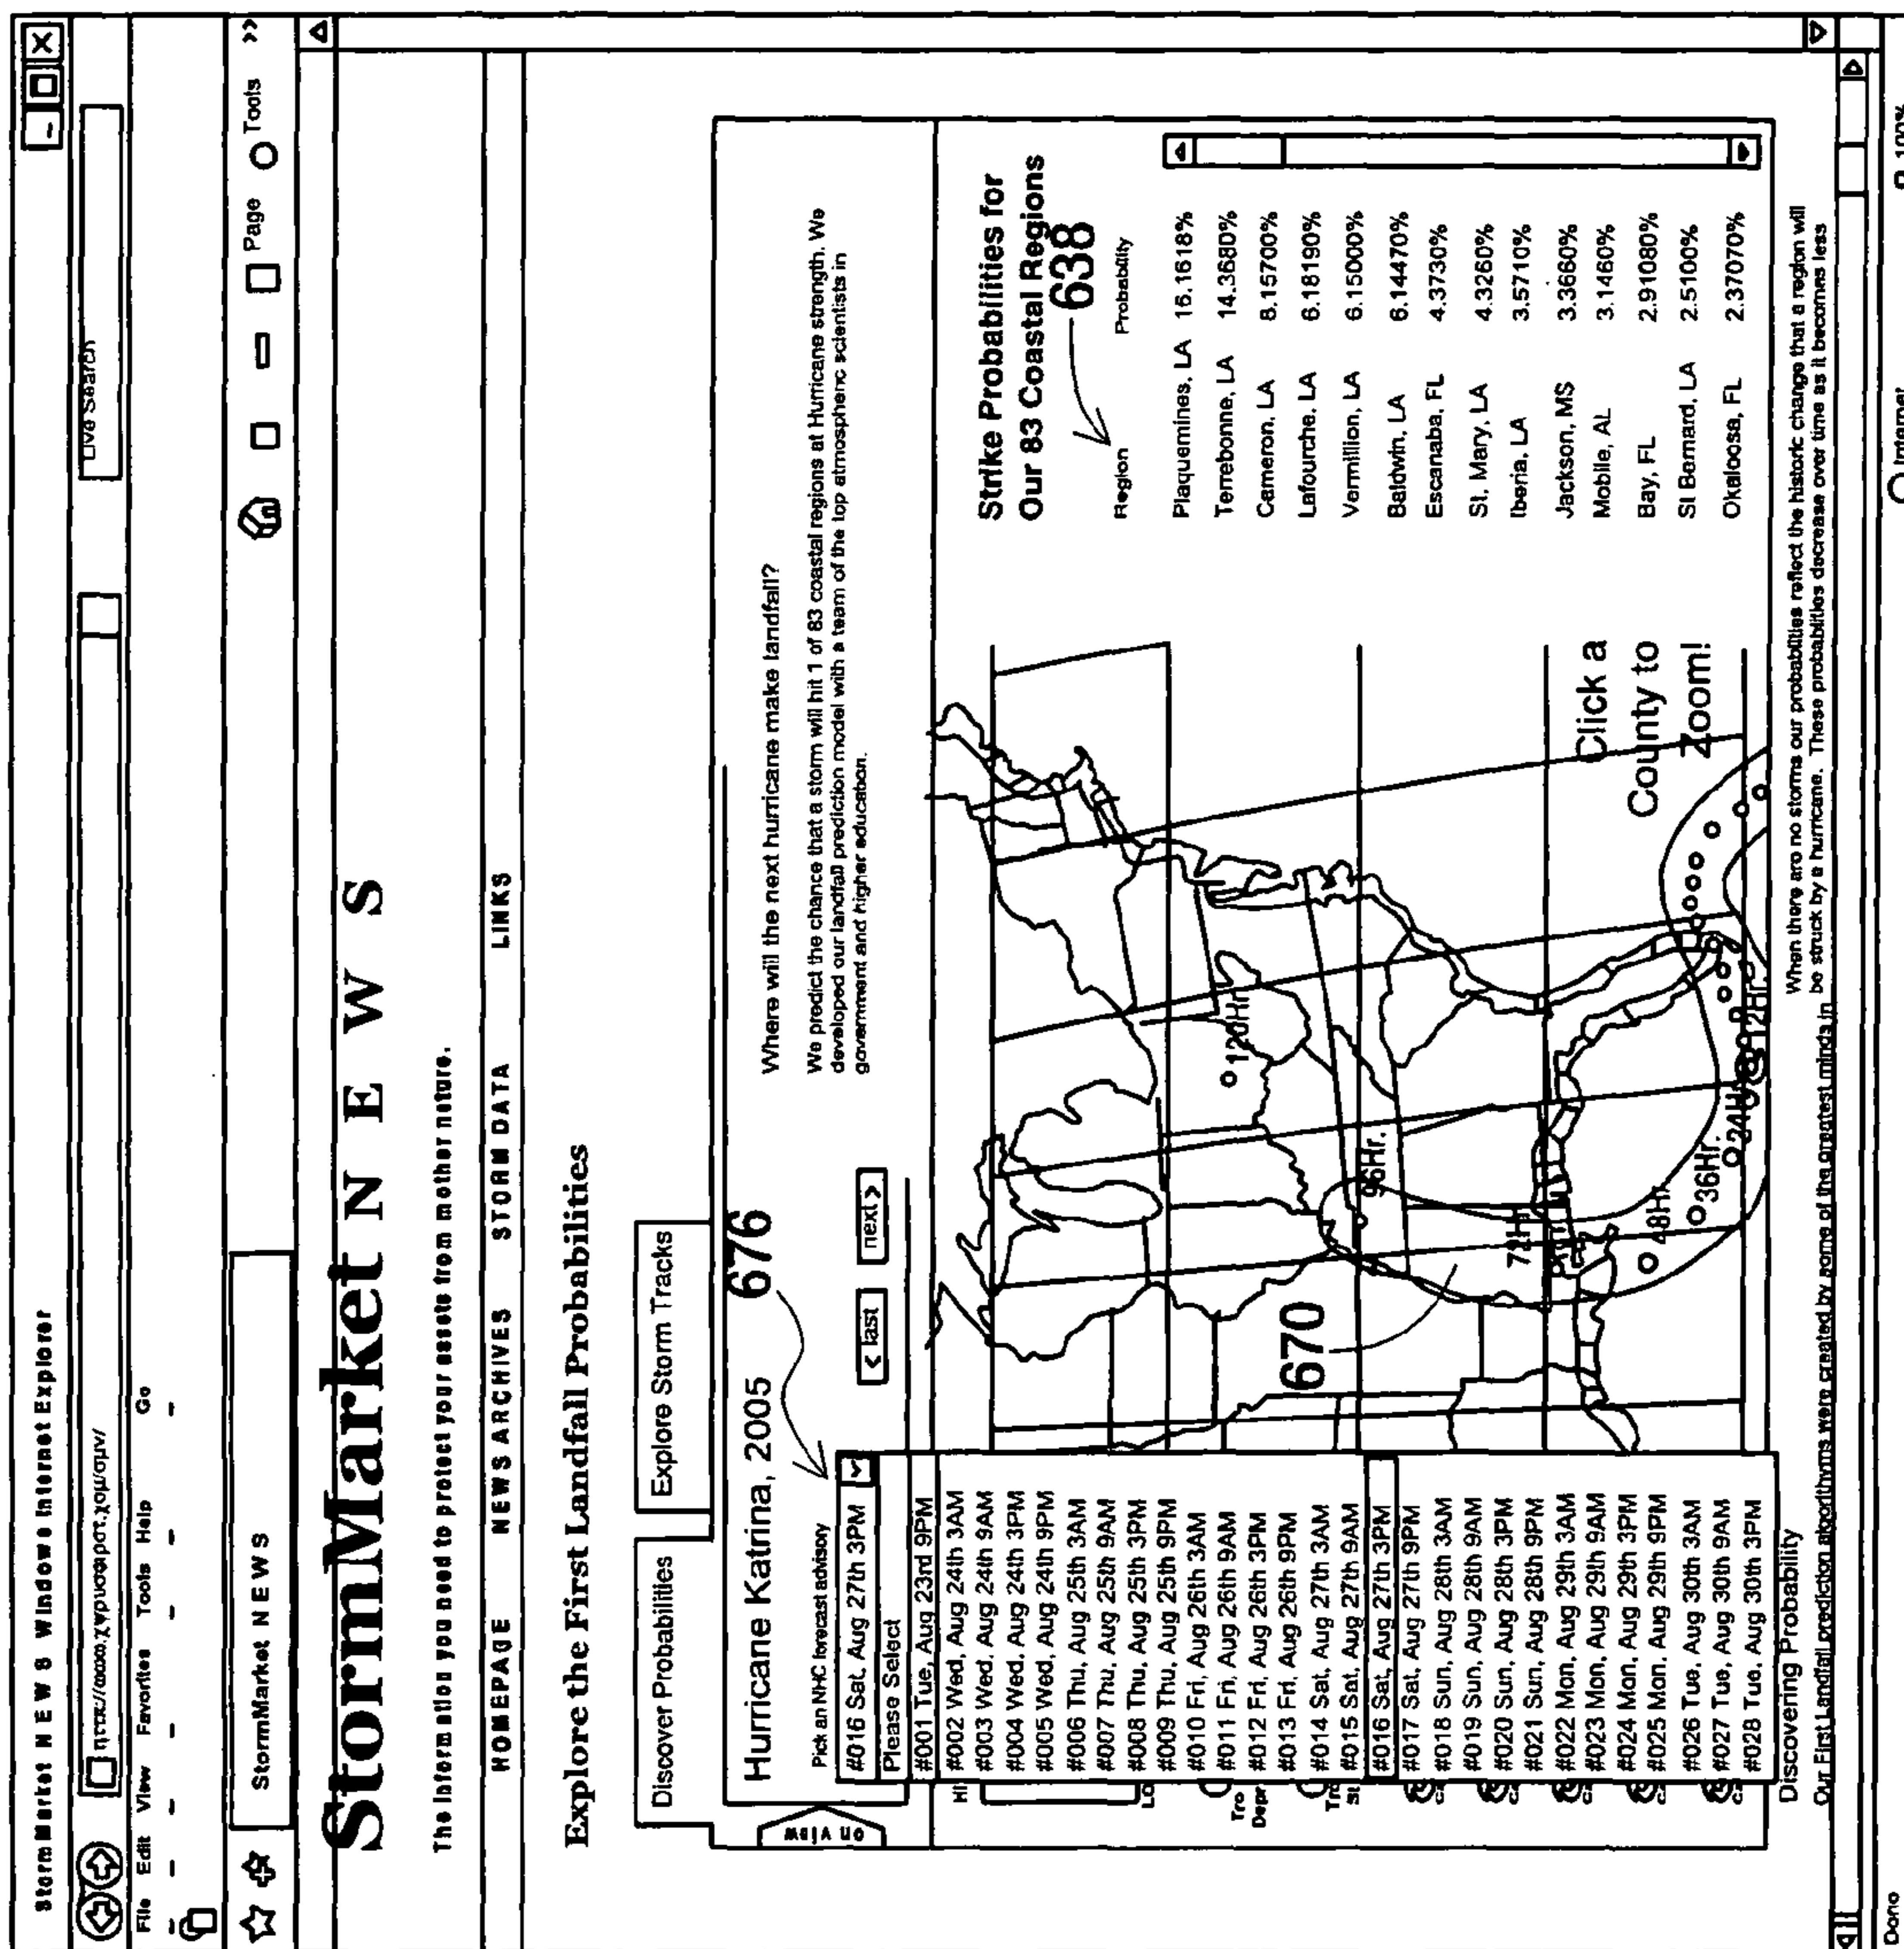 StormMarket N E W S Windows Internet Explorer
ηττπ://ωωω.χωρυσφιρστ.χομ/σμν/
Live Search
File Edit View Favorites Tools Help Go
StormMarket N E W S
Page Tools »
StormMarket N E W S
The information you need to protect your assets from mother nature.
HOMEPAGE NEWS ARCHIVES STORM DATA LINKS
Explore the First Landfall Probabilities
Discover Probabilities Explore Storm Tracks
on view
Hurricane Katrina, 2005 676
Pick an NHC forecast advisory
#016 Sat, Aug 27th 3PM
< last next >
Where will the next hurricane make landfall?
We predict the chance that a storm will hit 1 of 83 coastal regions at Hurricane strength. We
developed our landfall prediction model with a team of the top atmospheric scientists in
government and higher education.
Please Select
#001 Tue, Aug 23rd 9PM
#002 Wed, Aug 24th 3AM
#003 Wed, Aug 24th 9AM
#004 Wed, Aug 24th 3PM
#005 Wed, Aug 24th 9PM
#006 Thu, Aug 25th 3AM
#007 Thu, Aug 25th 9AM
#008 Thu, Aug 25th 3PM
#009 Thu, Aug 25th 9PM
#010 Fri, Aug 26th 3AM
#011 Fri, Aug 26th 9AM
#012 Fri, Aug 26th 3PM
#013 Fri, Aug 26th 9PM
#014 Sat, Aug 27th 3AM
#015 Sat, Aug 27th 9AM
#016 Sat, Aug 27th 3PM
#017 Sat, Aug 27th 9PM
#018 Sun, Aug 28th 3AM
#019 Sun, Aug 28th 9AM
#020 Sun, Aug 28th 3PM
#021 Sun, Aug 28th 9PM
#022 Mon, Aug 29th 3AM
#023 Mon, Aug 29th 9AM
#024 Mon, Aug 29th 3PM
#025 Mon, Aug 29th 9PM
#026 Tue, Aug 30th 3AM
#027 Tue, Aug 30th 9AM
#028 Tue, Aug 30th 3PM
HI
LO
Tro
Depr
Tro
St
670
120Hr.
96Hr.
72H
48Hr.
36Hr.
24H
12Hr.
Click a
County to
Zoom!
Strike Probabilities for
Our 83 Coastal Regions
638
Region Probability
Plaquemines, LA 16.1618%
Terrebonne, LA 14.3680%
Cameron, LA 8.15700%
Lafourche, LA 6.18190%
Vermillion, LA 6.15000%
Baldwin, LA 6.14470%
Escanaba, FL 4.3730%
St, Mary, LA 4.3260%
Iberia, LA 3.5710%
Jackson, MS 3.3660%
Mobile, AL 3.1460%
Bay, FL 2.91080%
St Bernard, LA 2.5100%
Okaloosa, FL 2.37070%
Discovering Probability
Our First Landfall prediction algorithyms were created by some of the greatest minds in
When there are no storms our probabilities reflect the historic change that a region will
be struck by a hurricane. These probabilities decrease over time as it becomes less
Done Internet 100%